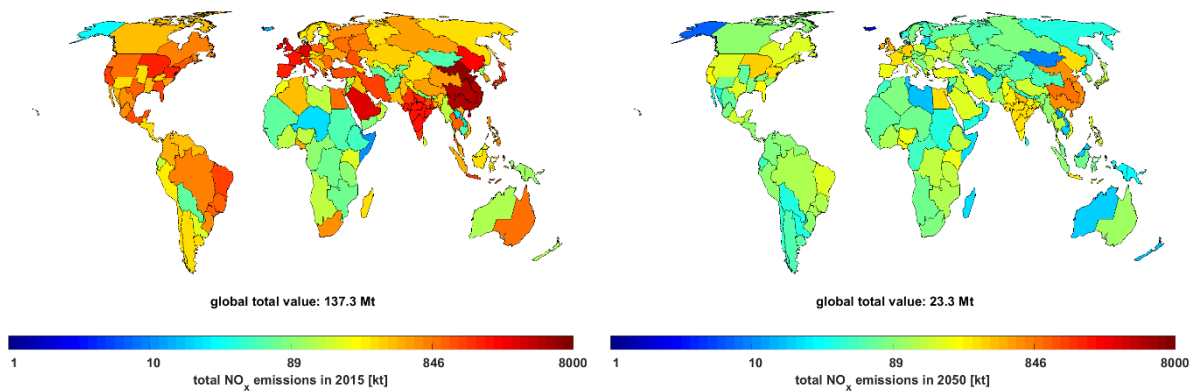 global total value: 137.3 Mt
1 10 89 846 8000
total NOx emissions in 2015 [kt]
global total value: 23.3 Mt
1 10 89 846 8000
total NOx emissions in 2050 [kt]